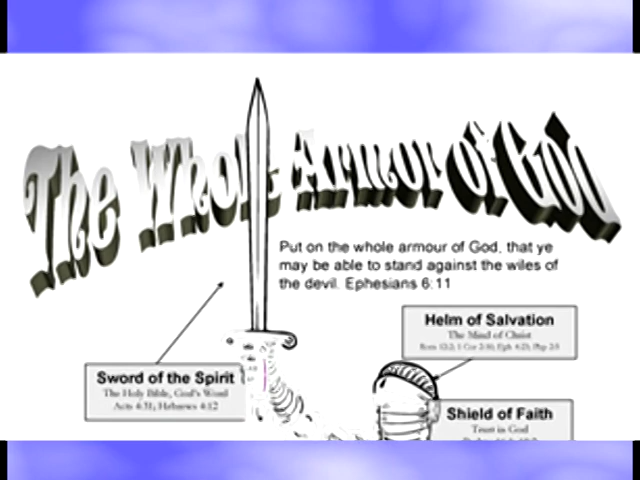 The Whole Armor of God
Put on the whole armour of God, that ye
may be able to stand against the wiles of
the devil. Ephesians 6:11
Helm of Salvation
The Mind of Christ
Sword of the Spirit
The Holy Bible, God's Word
Acts 4:31; Hebrews 4:12
Shield of Faith
Trust in God